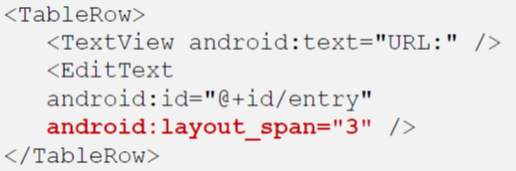 <TableRow>
<TextView android:text="URL:" />
<EditText
android:id="@+id/entry"
android:layout_span="3" />
</TableRow>